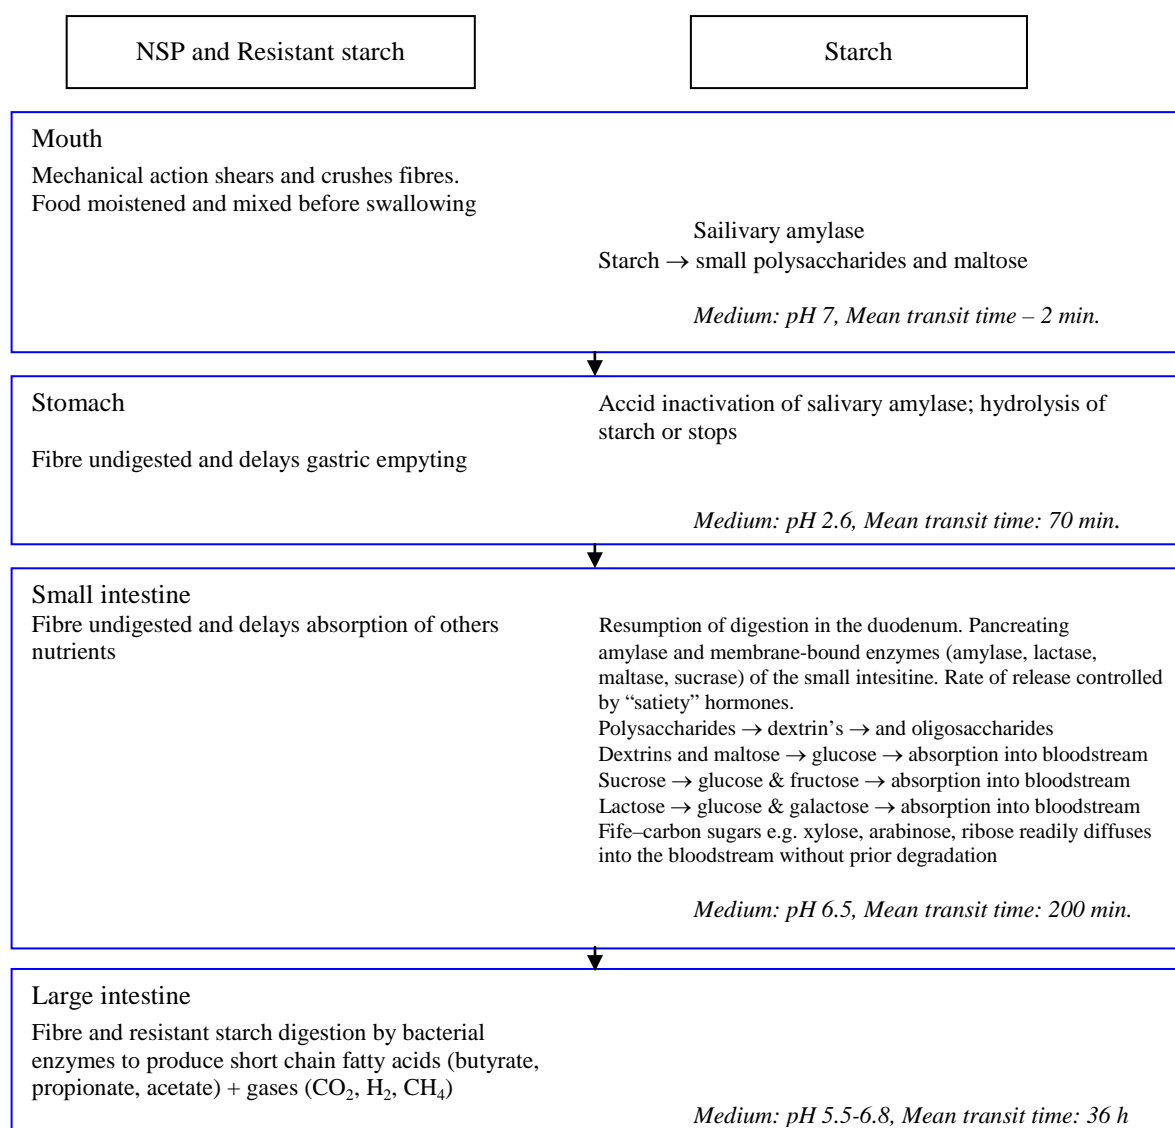 NSP and Resistant starch
Starch
Mouth
Mechanical action shears and crushes fibres.
Food moistened and mixed before swallowing
Sailivary amylase
Starch → small polysaccharides and maltose
Medium: pH 7, Mean transit time – 2 min.
Stomach
Fibre undigested and delays gastric empyting
Accid inactivation of salivary amylase; hydrolysis of
starch or stops
Medium: pH 2.6, Mean transit time: 70 min.
Small intestine
Fibre undigested and delays absorption of others
nutrients
Resumption of digestion in the duodenum. Pancreating
amylase and membrane-bound enzymes (amylase, lactase,
maltase, sucrase) of the small intesitine. Rate of release controlled
by “satiety” hormones.
Polysaccharides → dextrin’s → and oligosaccharides
Dextrins and maltose → glucose → absorption into bloodstream
Sucrose → glucose & fructose → absorption into bloodstream
Lactose → glucose & galactose → absorption into bloodstream
Fife–carbon sugars e.g. xylose, arabinose, ribose readily diffuses
into the bloodstream without prior degradation
Medium: pH 6.5, Mean transit time: 200 min.
Large intestine
Fibre and resistant starch digestion by bacterial
enzymes to produce short chain fatty acids (butyrate,
propionate, acetate) + gases (CO₂, H₂, CH₄)
Medium: pH 5.5-6.8, Mean transit time: 36 h